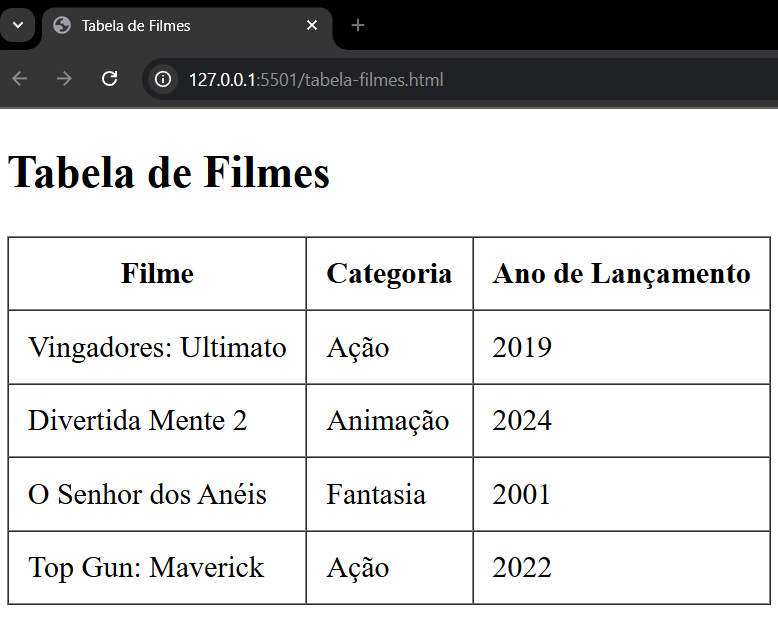 Tabela de Filmes
127.0.0.1:5501/tabela-filmes.html
Tabela de Filmes
Filme Categoria Ano de Lançamento
Vingadores: Ultimato Ação 2019
Divertida Mente 2 Animação 2024
O Senhor dos Anéis Fantasia 2001
Top Gun: Maverick Ação 2022